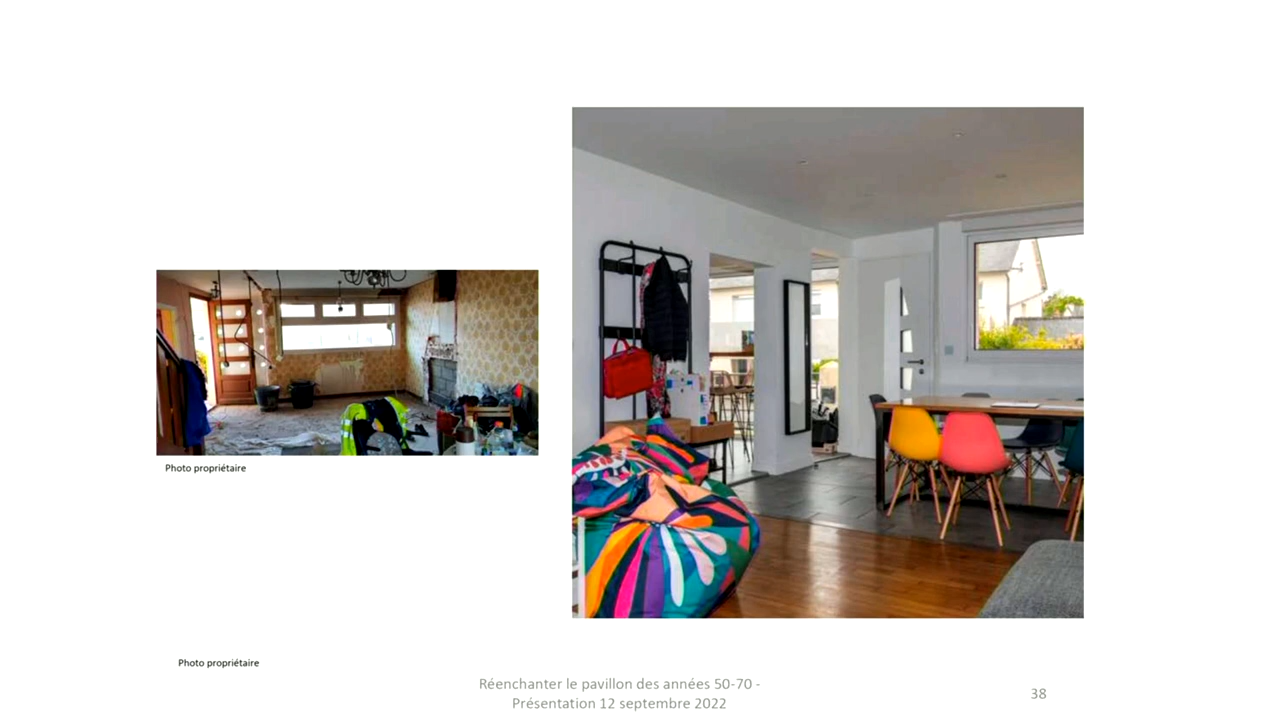 Photo propriétaire
Photo propriétaire
Réenchanter le pavillon des années 50-70 -
Présentation 12 septembre 2022
38